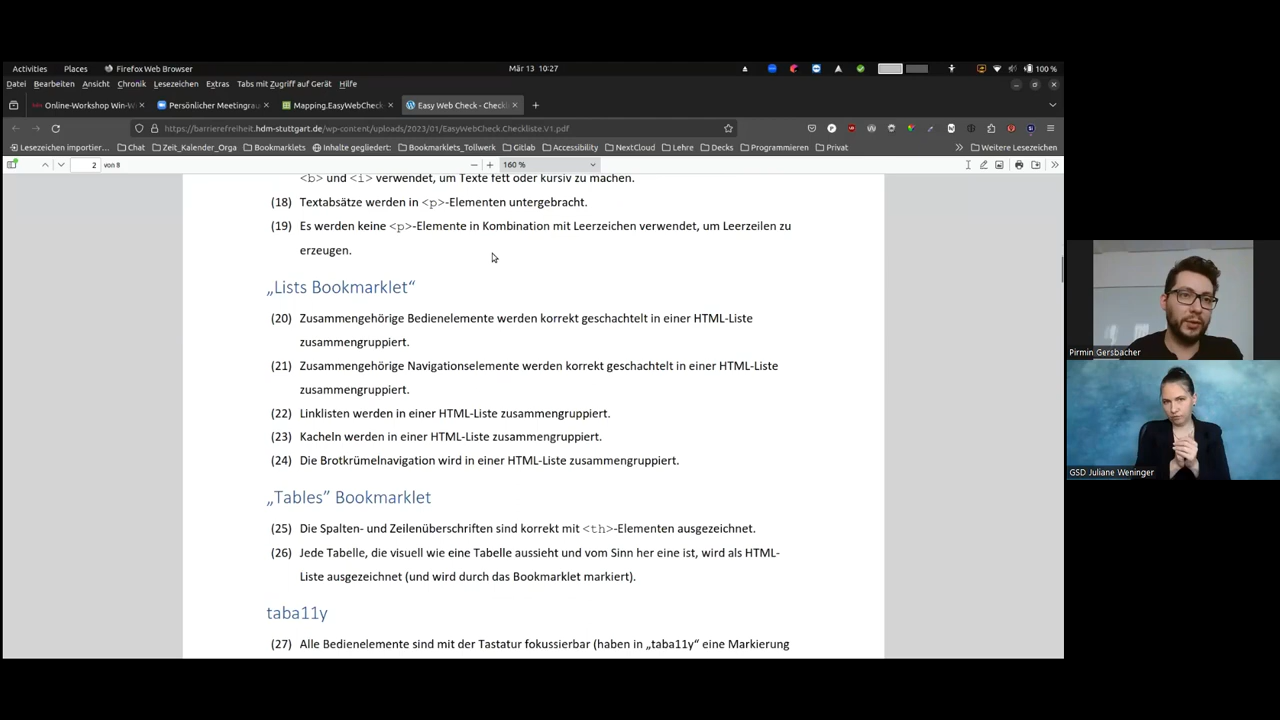 Activities Places Firefox Web Browser Mär 13 10:27 100 %
Datei Bearbeiten Ansicht Chronik Lesezeichen Extras Tabs mit Zugriff auf Gerät Hilfe
Online-Workshop Win-W Persönlicher Meetingrau Mapping.EasyWebCheck Easy Web Check - Checkli
https://barrierefreiheit.hdm-stuttgart.de/wp-content/uploads/2023/01/EasyWebCheck.Checkliste.V1.pdf
Lesezeichen importieren... Chat Zeit_Kalender_Orga Bookmarklets Inhalte gegliedert: Bookmarklets_Tollwerk Gitlab Accessibility NextCloud Lehre Decks Programmieren Privat Weitere Lesezeichen
2 von 8 160 %
<b> und <i> verwendet, um Texte fett oder kursiv zu machen.
(18) Textabsätze werden in <p>-Elementen untergebracht.
(19) Es werden keine <p>-Elemente in Kombination mit Leerzeichen verwendet, um Leerzeilen zu
erzeugen.
„Lists Bookmarklet“
(20) Zusammengehörige Bedienelemente werden korrekt geschachtelt in einer HTML-Liste
zusammengruppiert.
(21) Zusammengehörige Navigationselemente werden korrekt geschachtelt in einer HTML-Liste
zusammengruppiert.
(22) Linklisten werden in einer HTML-Liste zusammengruppiert.
(23) Kacheln werden in einer HTML-Liste zusammengruppiert.
(24) Die Brotkrümelnavigation wird in einer HTML-Liste zusammengruppiert.
„Tables” Bookmarklet
(25) Die Spalten- und Zeilenüberschriften sind korrekt mit <th>-Elementen ausgezeichnet.
(26) Jede Tabelle, die visuell wie eine Tabelle aussieht und vom Sinn her eine ist, wird als HTML-
Liste ausgezeichnet (und wird durch das Bookmarklet markiert).
taba11y
(27) Alle Bedienelemente sind mit der Tastatur fokussierbar (haben in „taba11y“ eine Markierung
Pirmin Gersbacher
GSD Juliane Weninger